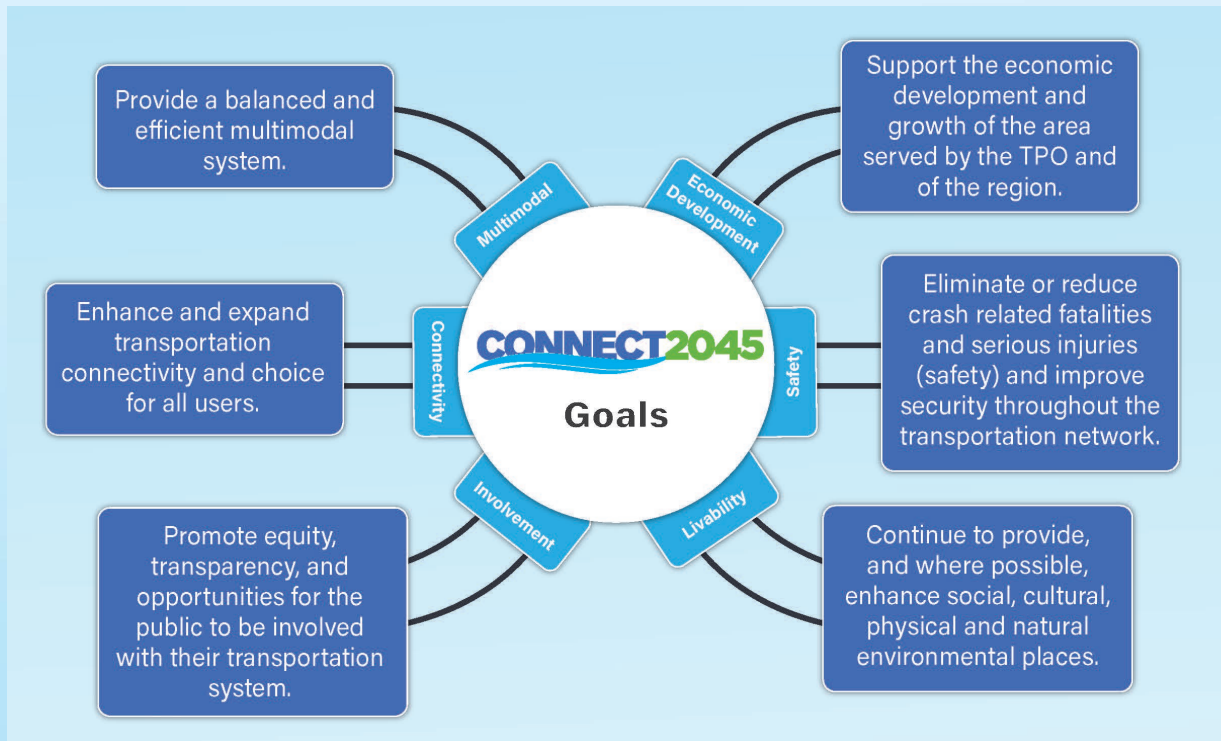 Provide a balanced and
efficient multimodal
system.
Multimodal
Support the economic
development and
growth of the area
served by the TPO and
of the region.
Economic
Development
Enhance and expand
transportation
connectivity and choice
for all users.
Connectivity
CONNECT2045
Goals
Safety
Eliminate or reduce
crash related fatalities
and serious injuries
(safety) and improve
security throughout the
transportation network.
Promote equity,
transparency, and
opportunities for the
public to be involved
with their transportation
system.
Involvement
Livability
Continue to provide,
and where possible,
enhance social, cultural,
physical and natural
environmental places.